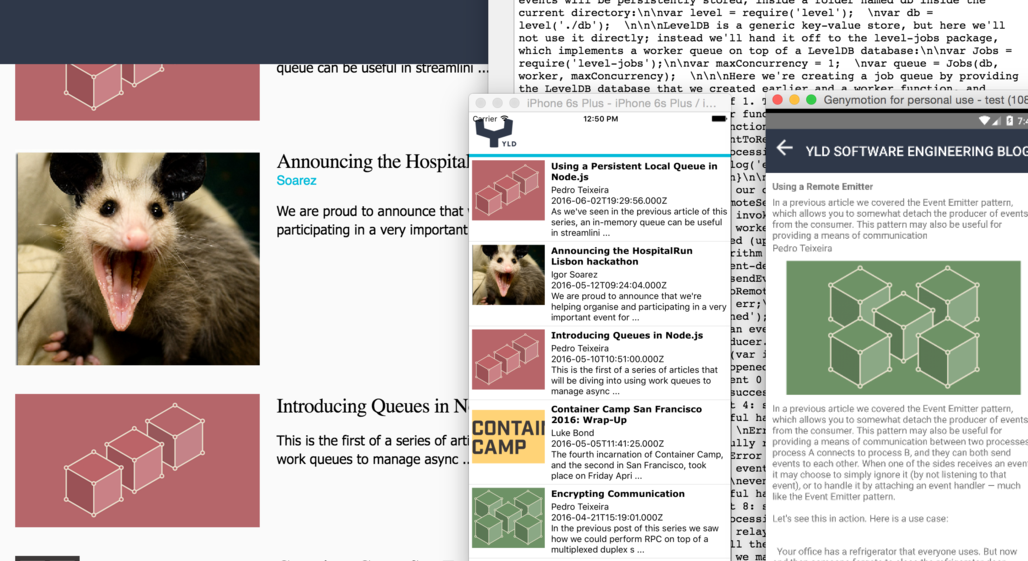 events will be persistently stored, inside a folder named db inside the
current directory:\n\nvar level = require('level');  \nvar db =
level('./db');  \n\n\nLevelDB is a generic key-value store, but here we'll
not use it directly; instead we'll hand it off to the level-jobs package,
which implements a worker queue on top of a LevelDB database:\n\nvar Jobs =
require('level-jobs');\n\nvar maxConcurrency = 1;  \nvar queue = Jobs(db,
worker, maxConcurrency);  \n\n\n\nHere we're creating a job queue by providing
the LevelDB database that we created earlier and a worker function, and
queue can be useful in streamlini ...
Announcing the Hospital
Soarez
We are proud to announce that
participating in a very important
Introducing Queues in N
This is the first of a series of arti
work queues to manage async ..
iPhone 6s Plus - iPhone 6s Plus / i...
Carrier
12:50 PM
YLD
Using a Persistent Local Queue in
Node.js
Pedro Teixeira
2016-06-02T19:29:56.000Z
As we've seen in the previous article of this
series, an in-memory queue can be useful
in streamlini ...
Announcing the HospitalRun
Lisbon hackathon
Igor Soarez
2016-05-12T09:24:04.000Z
We are proud to announce that we're
helping organise and participating in a very
important event for ...
Introducing Queues in Node.js
Pedro Teixeira
2016-05-10T10:51:00.000Z
This is the first of a series of articles that
will be diving into using work queues to
manage async ...
CONTAI
CAMP
Container Camp San Francisco
2016: Wrap-Up
Luke Bond
2016-05-05T11:41:25.000Z
The fourth incarnation of Container Camp,
and the second in San Francisco, took
place on Friday Apri ...
Encrypting Communication
Pedro Teixeira
2016-04-21T15:19:01.000Z
In the previous post of this series we saw
how we could perform RPC on top of a
multiplexed duplex s ...
Genymotion for personal use - test (108
7:4
YLD SOFTWARE ENGINEERING BLOG
Using a Remote Emitter
In a previous article we covered the Event Emitter pattern,
which allows you to somewhat detach the producer of events
from the consumer. This pattern may also be useful for
providing a means of communication
Pedro Teixeira
In a previous article we covered the Event Emitter pattern,
which allows you to somewhat detach the producer of events
from the consumer. This pattern may also be useful for
providing a means of communication between two processes
process A connects to process B, and they can both send
events to each other. When one of the sides receives an event
it may choose to simply ignore it (by not listening to that
event), or to handle it by attaching an event handler — much
like the Event Emitter pattern.
Let's see this in action. Here is a use case:
Your office has a refrigerator that everyone uses. But now